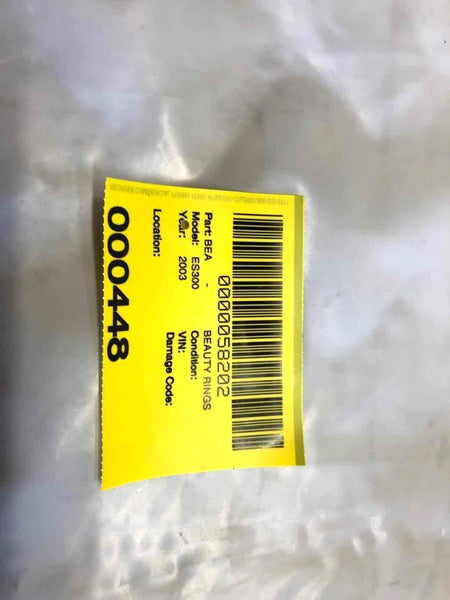 0000058202
Part: BEA - BEAUTY RINGS
Model: ES300 Condition:
Year: 2003 VIN:
Damage Code:
Location:
000448